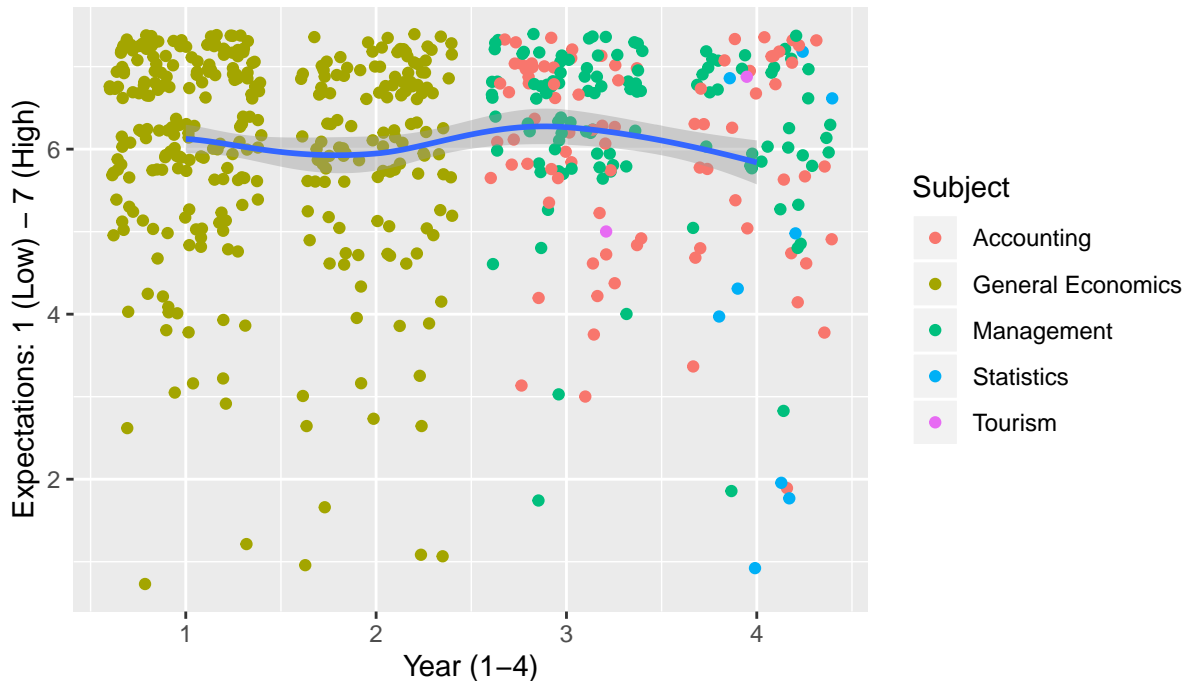 Expectations: 1 (Low) − 7 (High)
6
4
2
1
2
3
4
Year (1−4)
Subject
Accounting
General Economics
Management
Statistics
Tourism